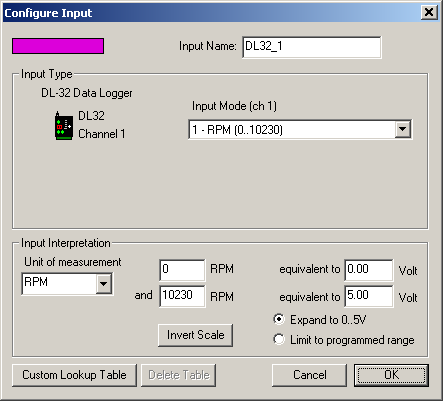 Configure Input
Input Name: DL32_1
Input Type
DL-32 Data Logger
DL32
Channel 1
Input Mode (ch 1)
1 - RPM (0..10230)
Input Interpretation
Unit of measurement
RPM
0 RPM equivalent to 0.00 Volt
and 10230 RPM equivalent to 5.00 Volt
Invert Scale
Expand to 0..5V
Limit to programmed range
Custom Lookup Table Delete Table Cancel OK